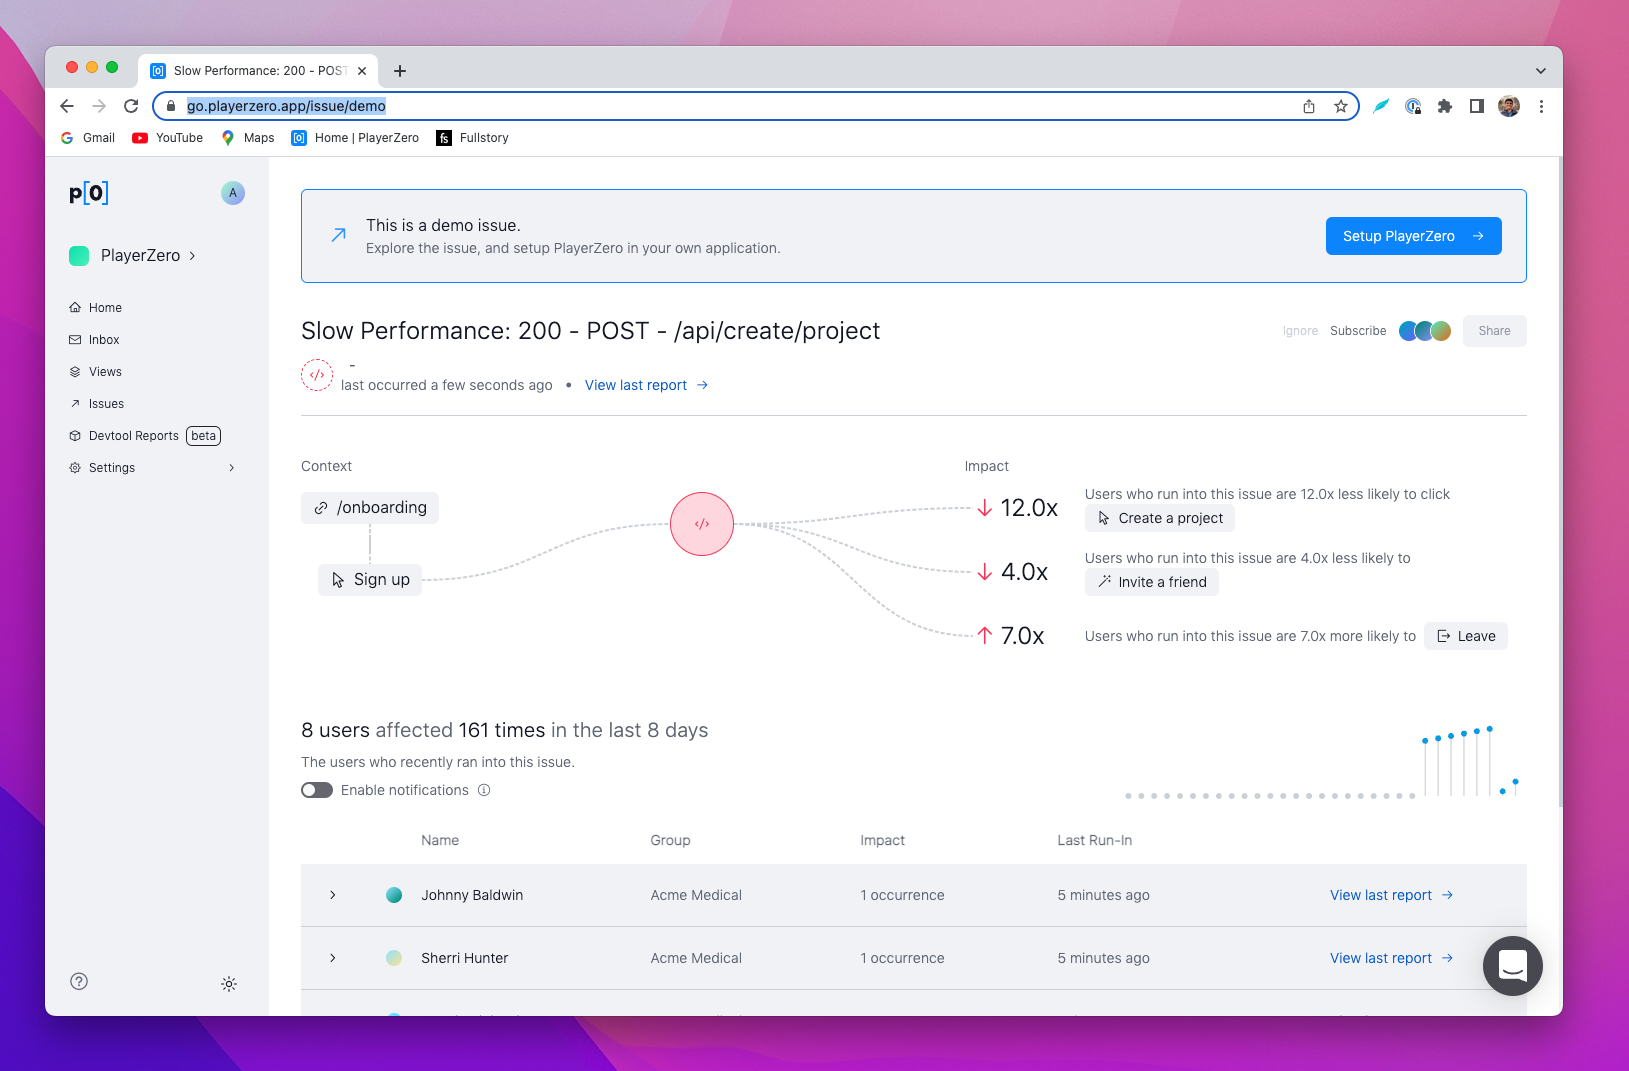 Slow Performance: 200 - POST
go.playerzero.app/issue/demo
Gmail YouTube Maps Home | PlayerZero fs Fullstory
p[0] A
PlayerZero
Home
Inbox
Views
Issues
Devtool Reports beta
Settings
This is a demo issue.
Explore the issue, and setup PlayerZero in your own application.
Setup PlayerZero →
Slow Performance: 200 - POST - /api/create/project
Ignore Subscribe Share
</> -
last occurred a few seconds ago • View last report →
Context
/onboarding
Sign up
</>
Impact
↓ 12.0x Users who run into this issue are 12.0x less likely to click
Create a project
↓ 4.0x Users who run into this issue are 4.0x less likely to
Invite a friend
↑ 7.0x Users who run into this issue are 7.0x more likely to Leave
8 users affected 161 times in the last 8 days
The users who recently ran into this issue.
Enable notifications
Name Group Impact Last Run-In
Johnny Baldwin Acme Medical 1 occurrence 5 minutes ago View last report →
Sherri Hunter Acme Medical 1 occurrence 5 minutes ago View last report →